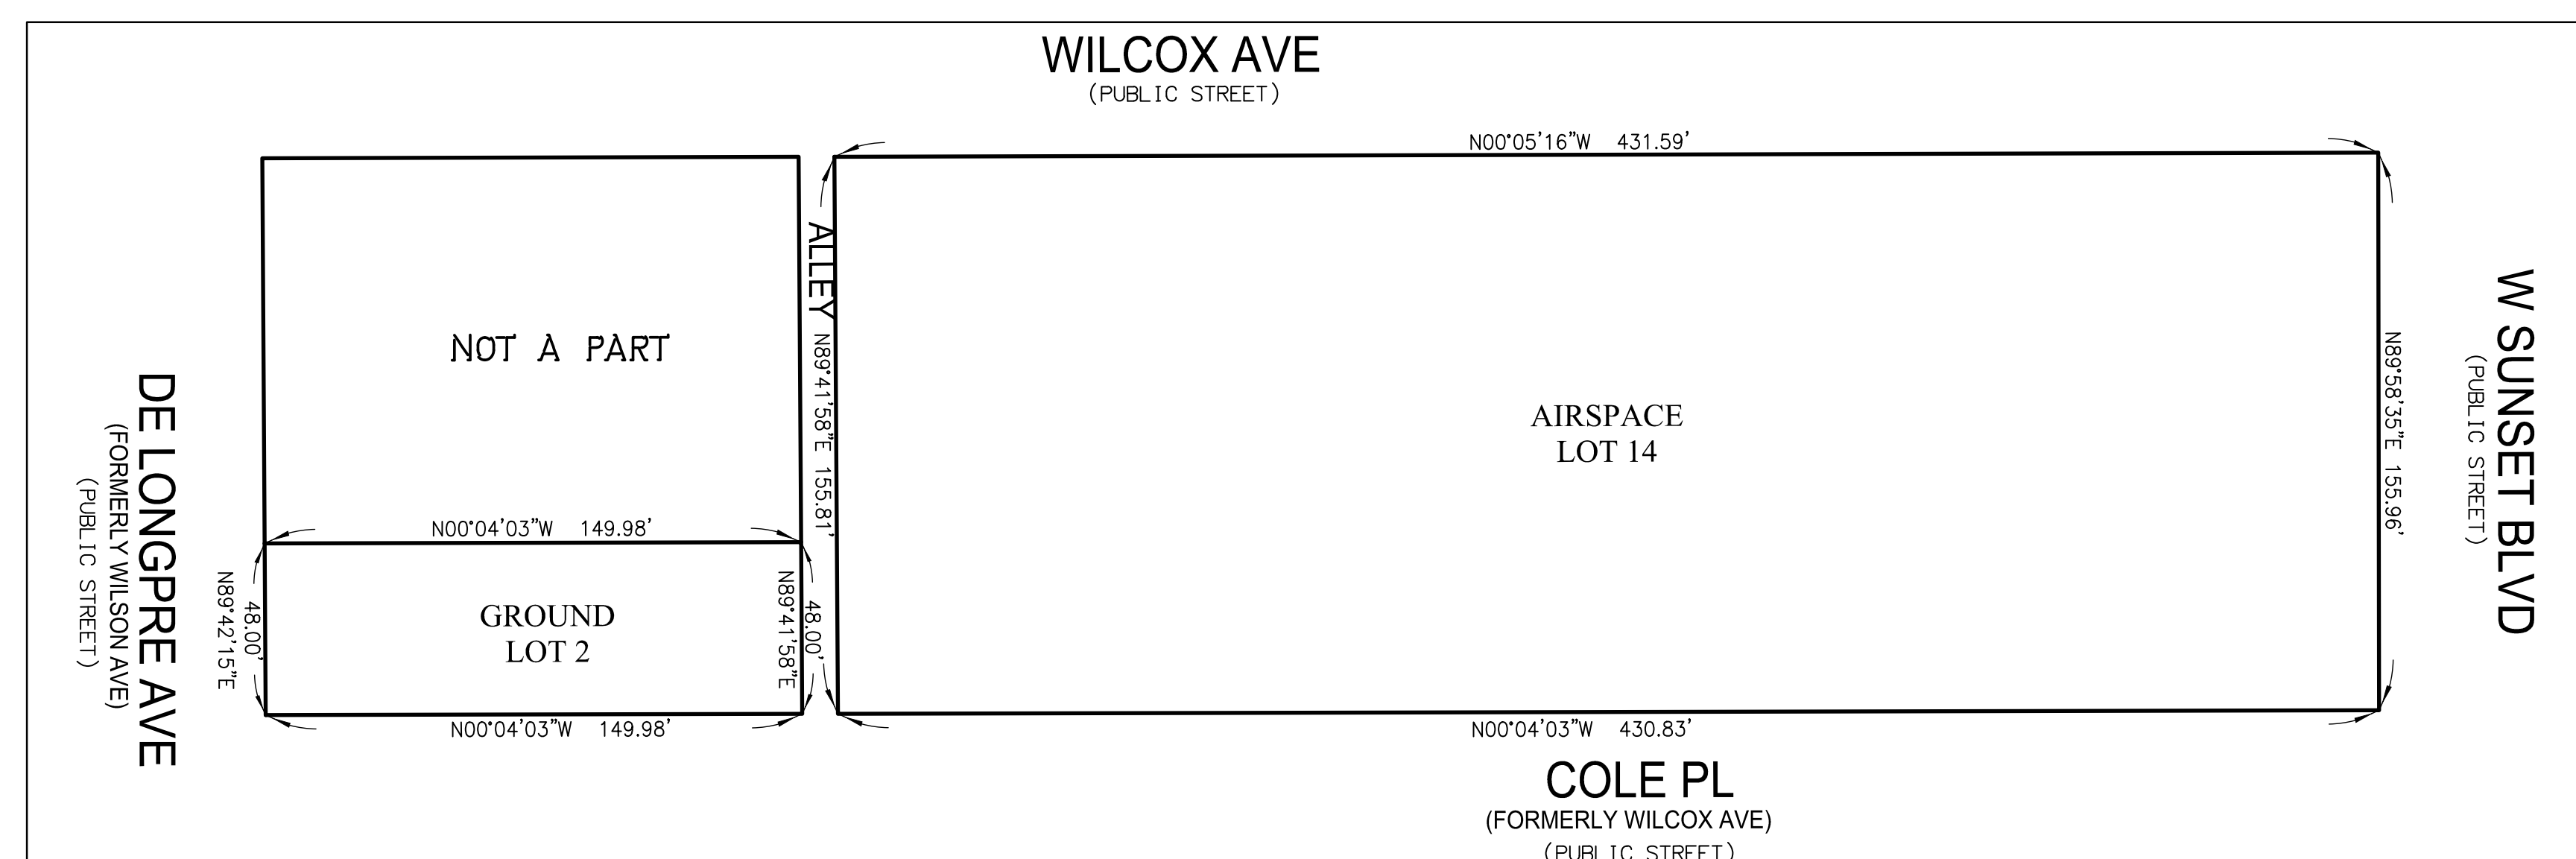 WILCOX AVE
(PUBLIC STREET)
N00°05'16"W 431.59'
ALLEY
N89°41'58"E 155.81'
NOT A PART
AIRSPACE
LOT 14
N89°58'35"E 155.96'
W SUNSET BLVD
(PUBLIC STREET)
DE LONGPRE AVE
(FORMERLY WILSON AVE)
(PUBLIC STREET)
N00°04'03"W 149.98'
N89°42'15"E
48.00'
GROUND
LOT 2
N89°41'58"E
48.00'
N00°04'03"W 149.98'
N00°04'03"W 430.83'
COLE PL
(FORMERLY WILCOX AVE)
(PUBLIC STREET)